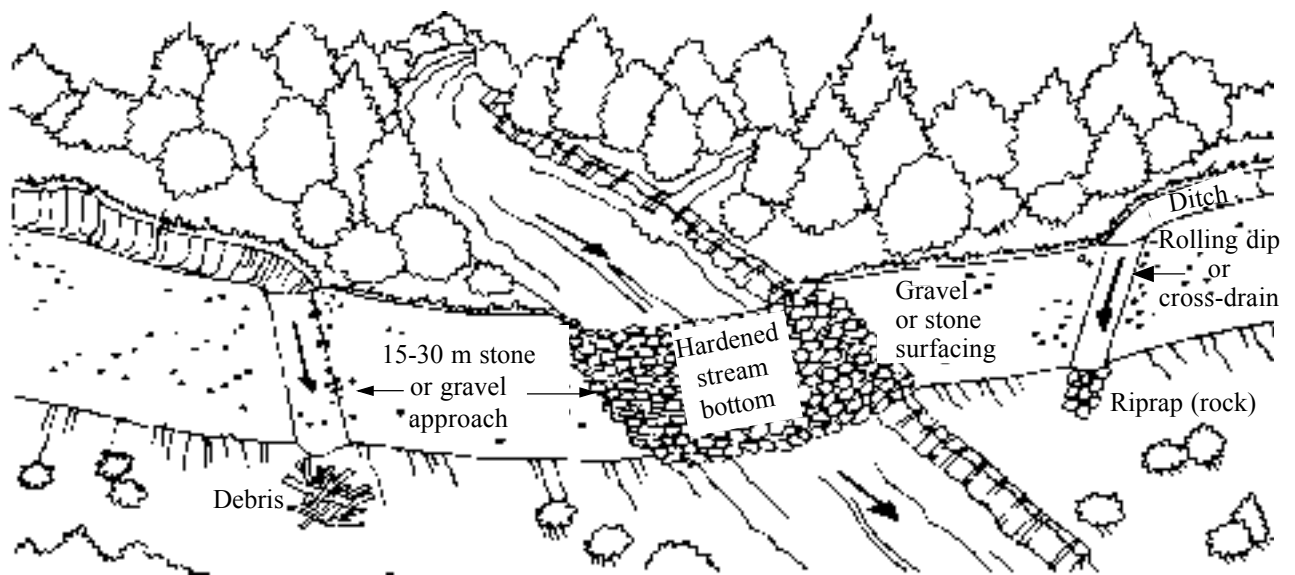 Ditch
Rolling dip
or
cross-drain
Gravel
or stone
surfacing
Hardened
stream
bottom
15-30 m stone
or gravel
approach
Riprap (rock)
Debris